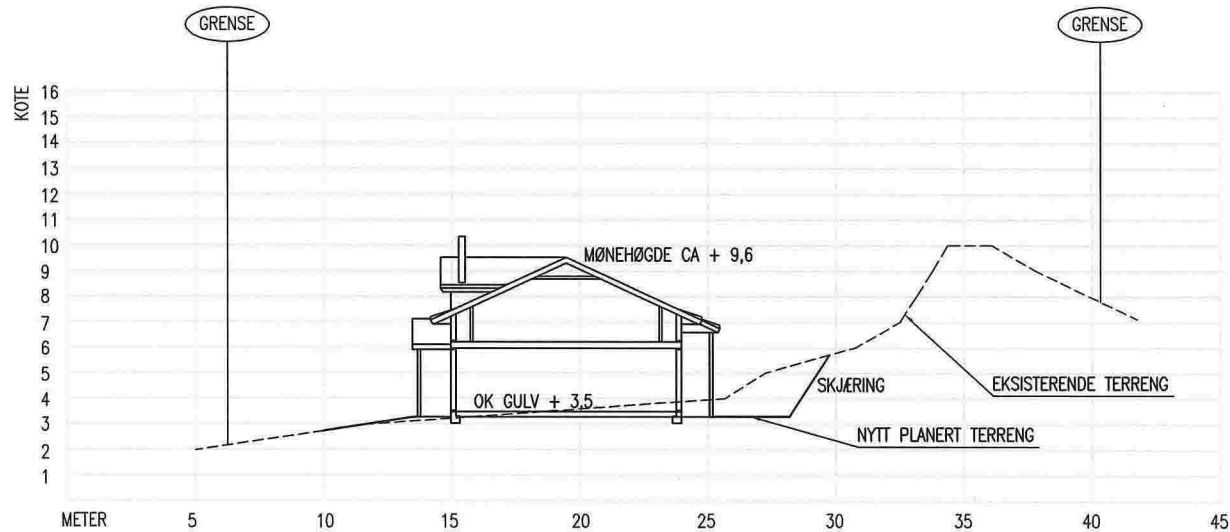 GRENSE
GRENSE
KOTE
16
15
14
13
12
11
10
9
8
7
6
5
4
3
2
1
MØNEHØGDE CA + 9,6
OK GULV + 3,5
SKJÆRING
EKSISTERENDE TERRENG
NYTT PLANERT TERRENG
METER 5 10 15 20 25 30 35 40 45